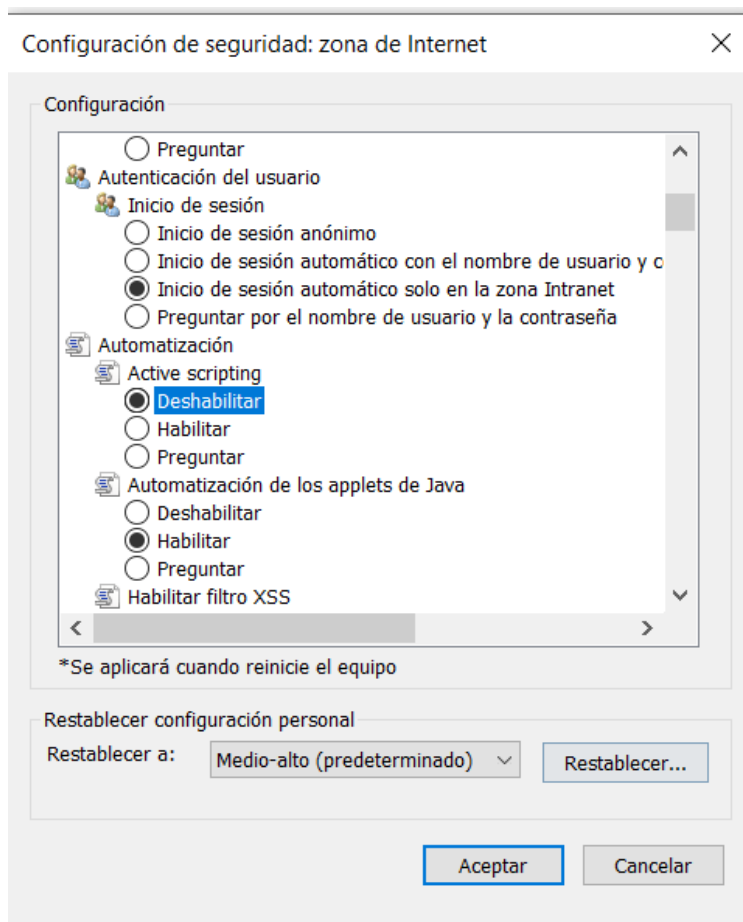 Configuración de seguridad: zona de Internet
Configuración
Preguntar
Autenticación del usuario
Inicio de sesión
Inicio de sesión anónimo
Inicio de sesión automático con el nombre de usuario y c
Inicio de sesión automático solo en la zona Intranet
Preguntar por el nombre de usuario y la contraseña
Automatización
Active scripting
Deshabilitar
Habilitar
Preguntar
Automatización de los applets de Java
Deshabilitar
Habilitar
Preguntar
Habilitar filtro XSS
*Se aplicará cuando reinicie el equipo
Restablecer configuración personal
Restablecer a: Medio-alto (predeterminado) Restablecer...
Aceptar Cancelar